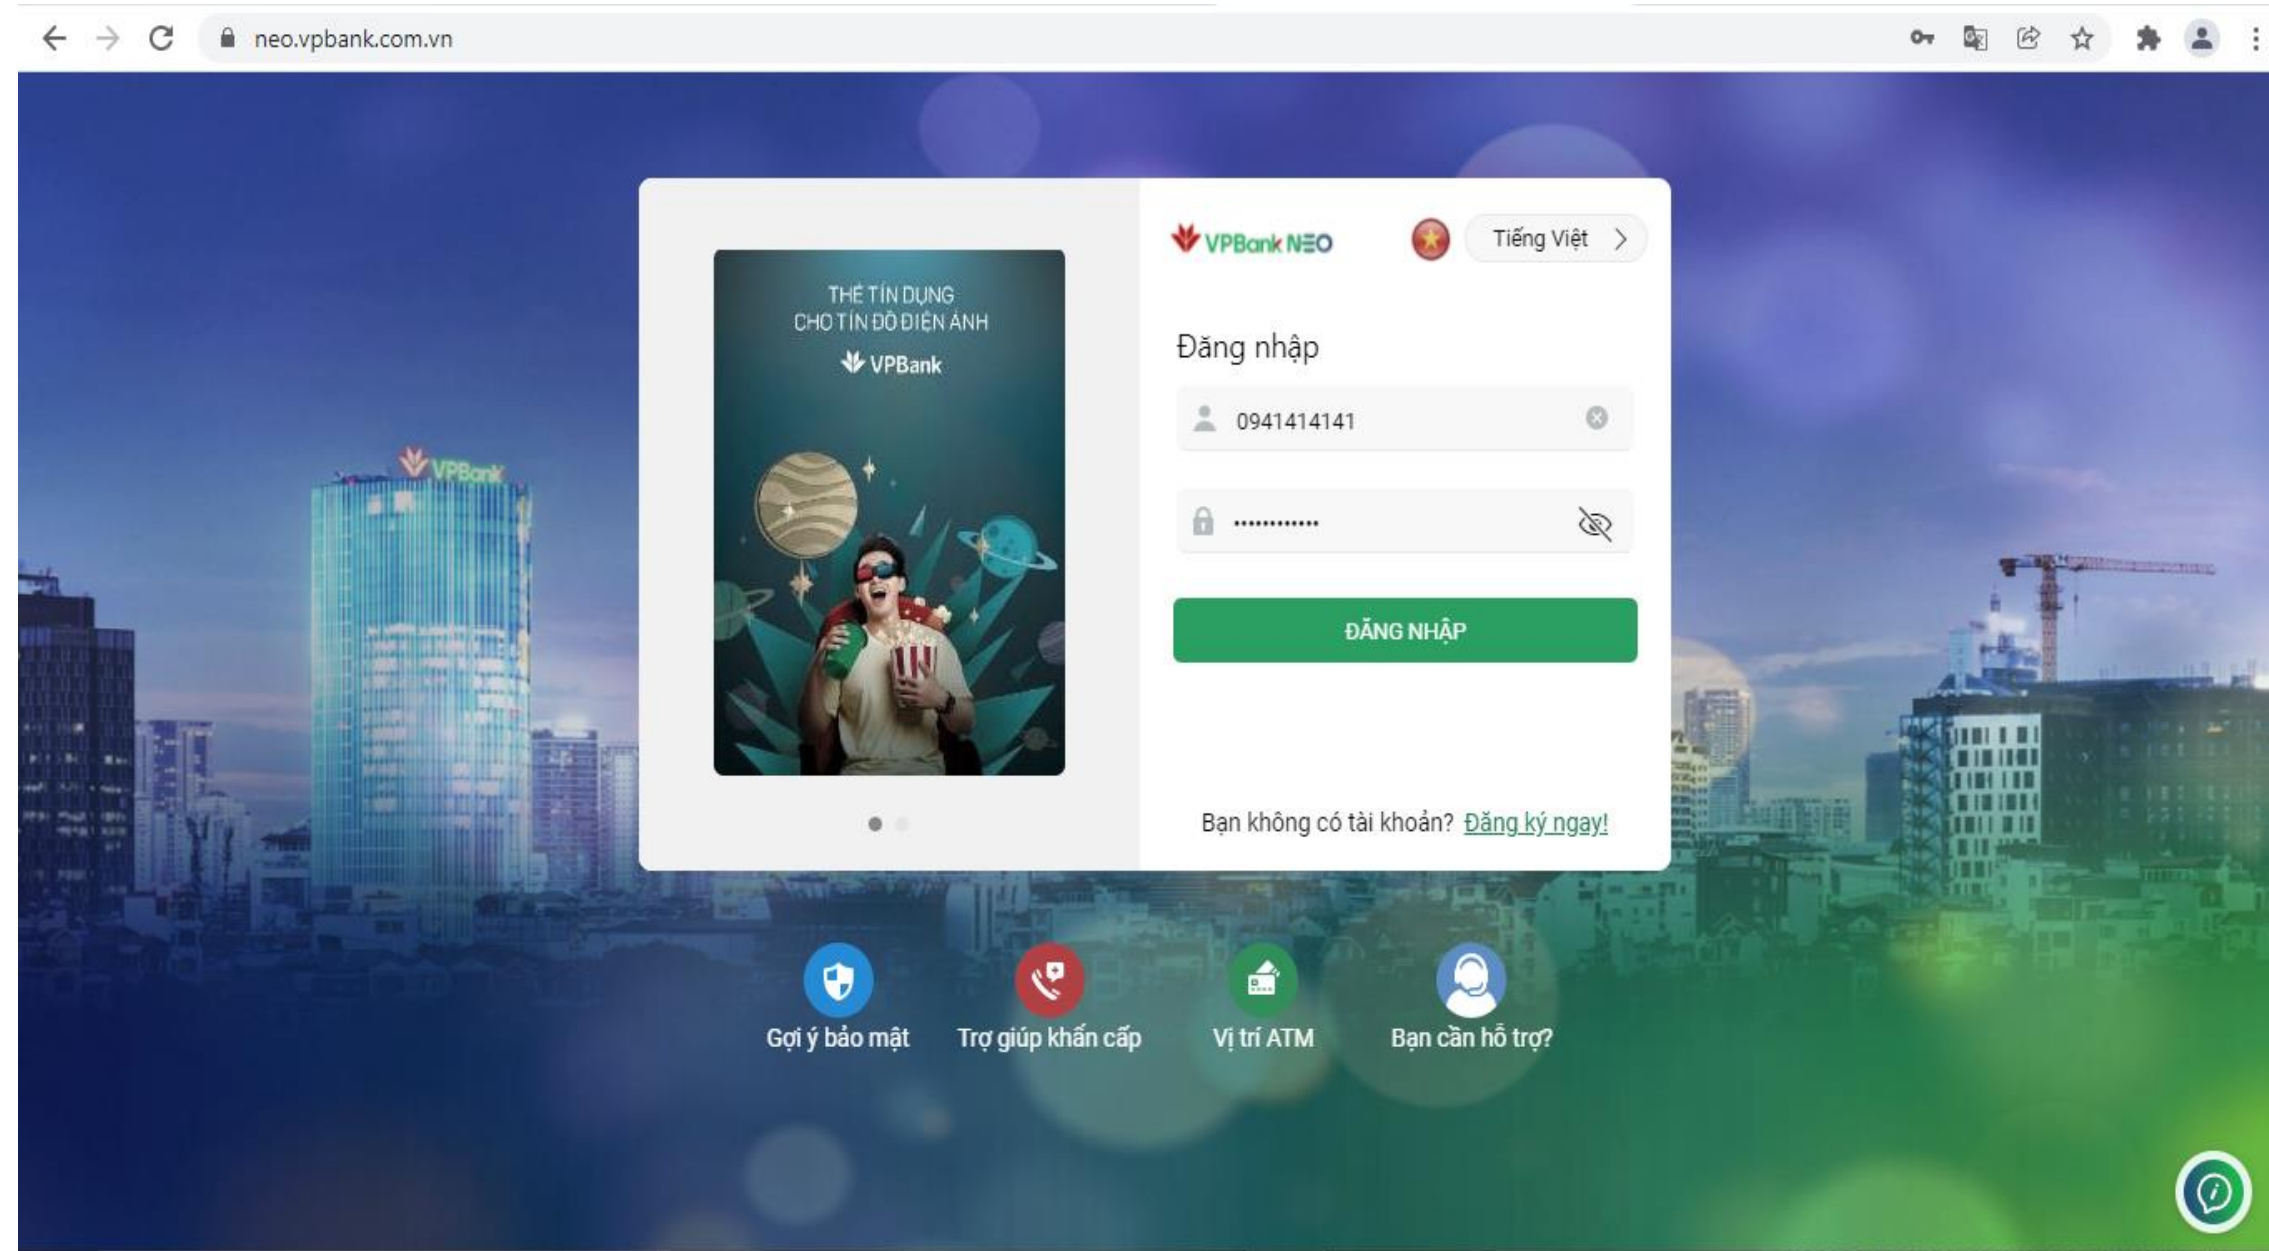 neo.vpbank.com.vn
VPBank NEO
Tiếng Việt
THẺ TÍN DỤNG
CHO TÍN ĐỒ ĐIỆN ẢNH
VPBank
Đăng nhập
0941414141
••••••••••••
ĐĂNG NHẬP
Bạn không có tài khoản? Đăng ký ngay!
VPBank
Gợi ý bảo mật
Trợ giúp khẩn cấp
Vị trí ATM
Bạn cần hỗ trợ?